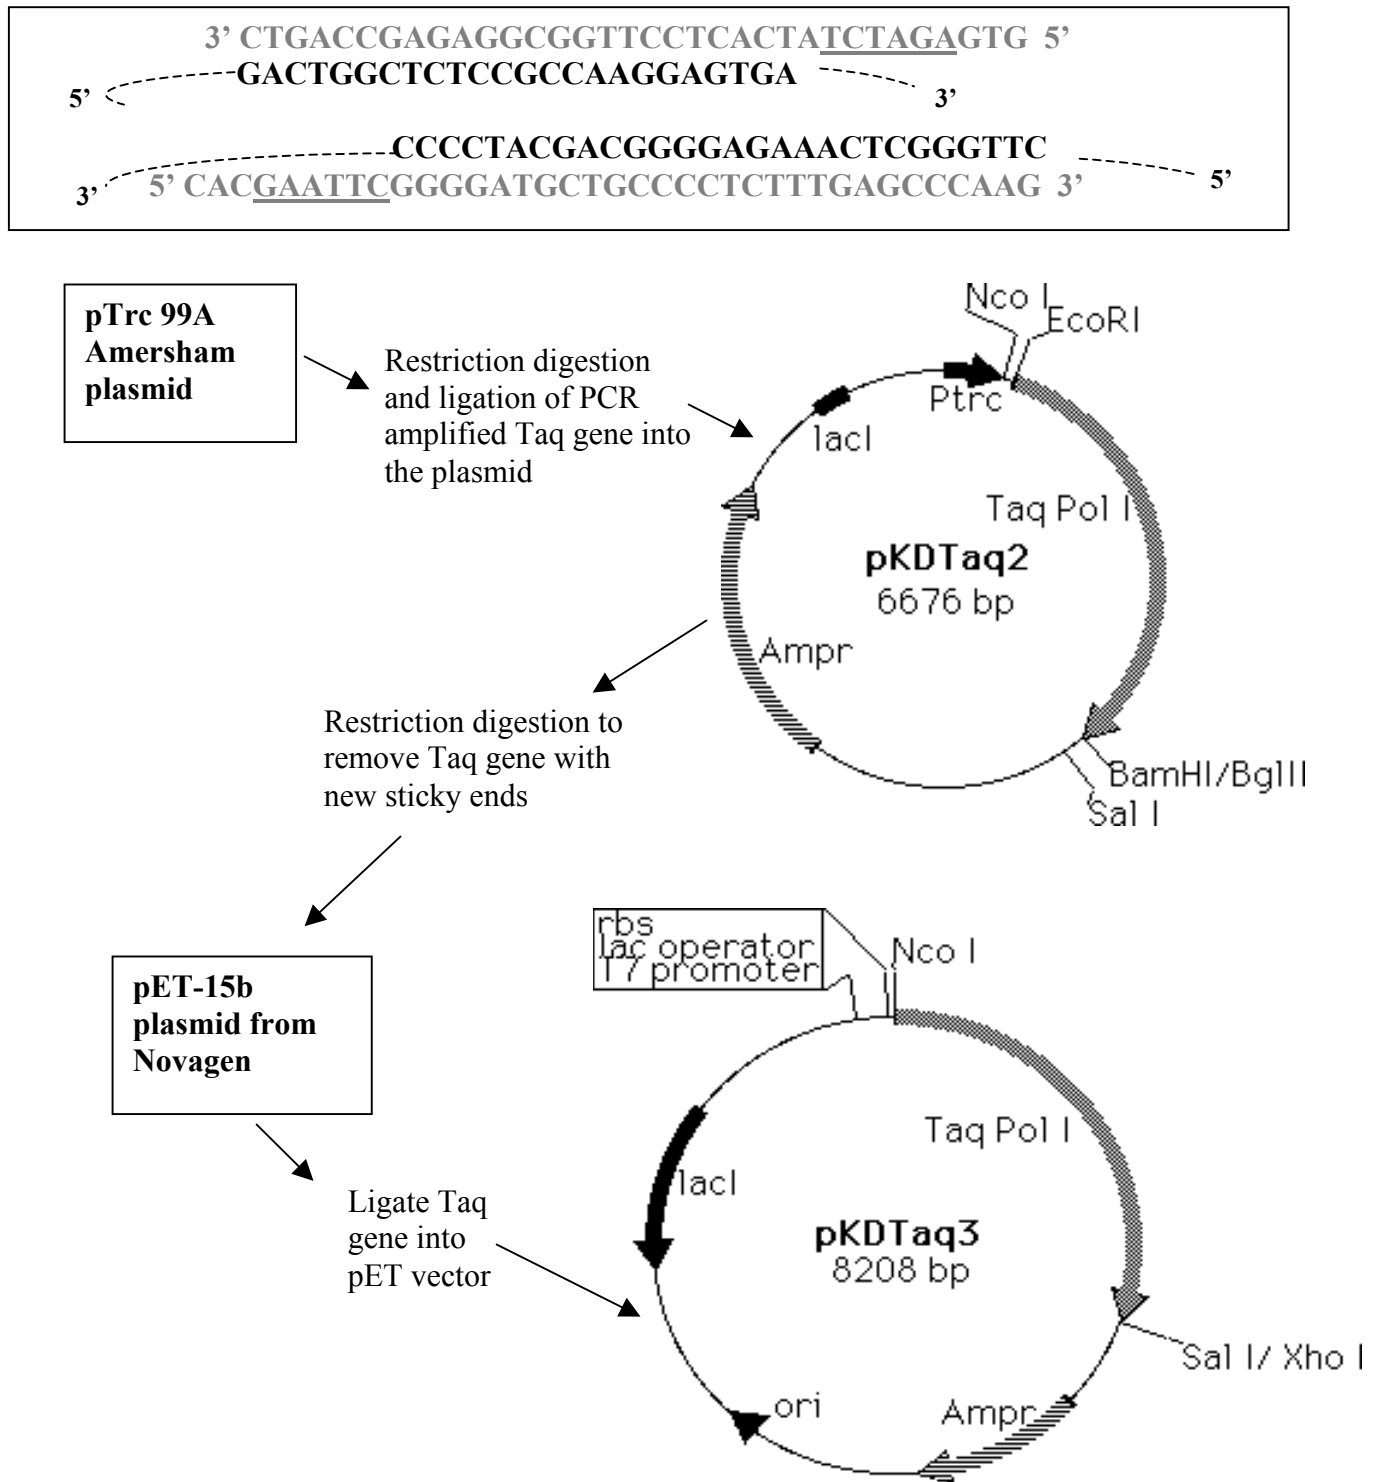 3’ CTGACCGAGAGGCGGTTCCTCACTATCTAGAGTG 5’
GACTGGCTCTCCGCCAAGGAGTGA
5’ 3’
CCCCTACGACGGGGAGAAACTCGGGTTC
3’ 5’
5’ CACGAATTCGGGGATGCTGCCCCTCTTTGAGCCCAAG 3’
pTrc 99A
Amersham
plasmid
Restriction digestion
and ligation of PCR
amplified Taq gene into
the plasmid
Nco I
EcoRI
Ptrc
lacI
Taq Pol I
pKDTaq2
6676 bp
Ampr
BamHI/BglII
Sal I
Restriction digestion to
remove Taq gene with
new sticky ends
pET-15b
plasmid from
Novagen
rbs
lac operator
T7 promoter
Nco I
Taq Pol I
lacI
pKDTaq3
8208 bp
Sal I/ Xho I
Ampr
ori
Ligate Taq
gene into
pET vector